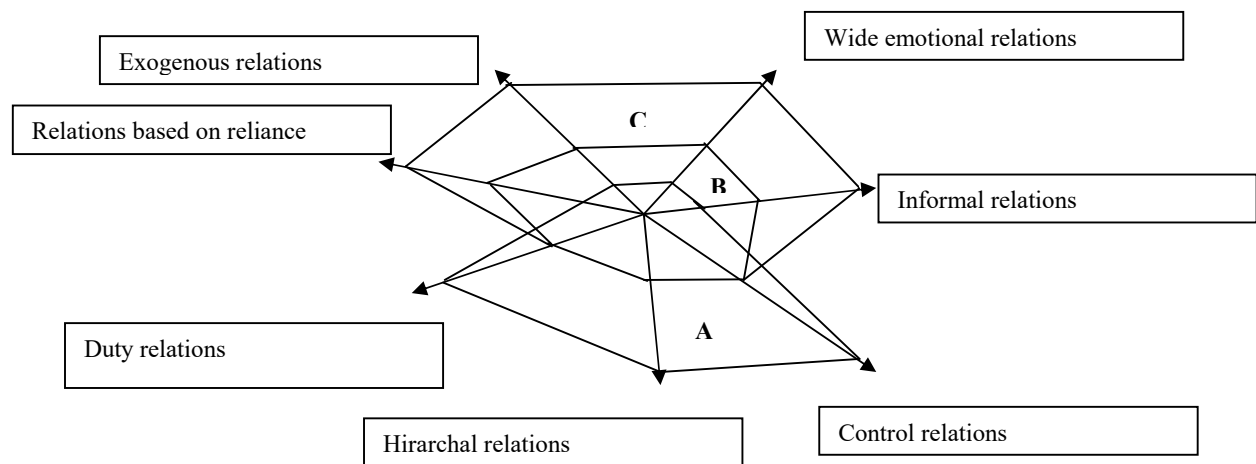 Wide emotional relations
Exogenous relations
Relations based on reliance
C
B
Informal relations
A
Duty relations
Control relations
Hirarchal relations